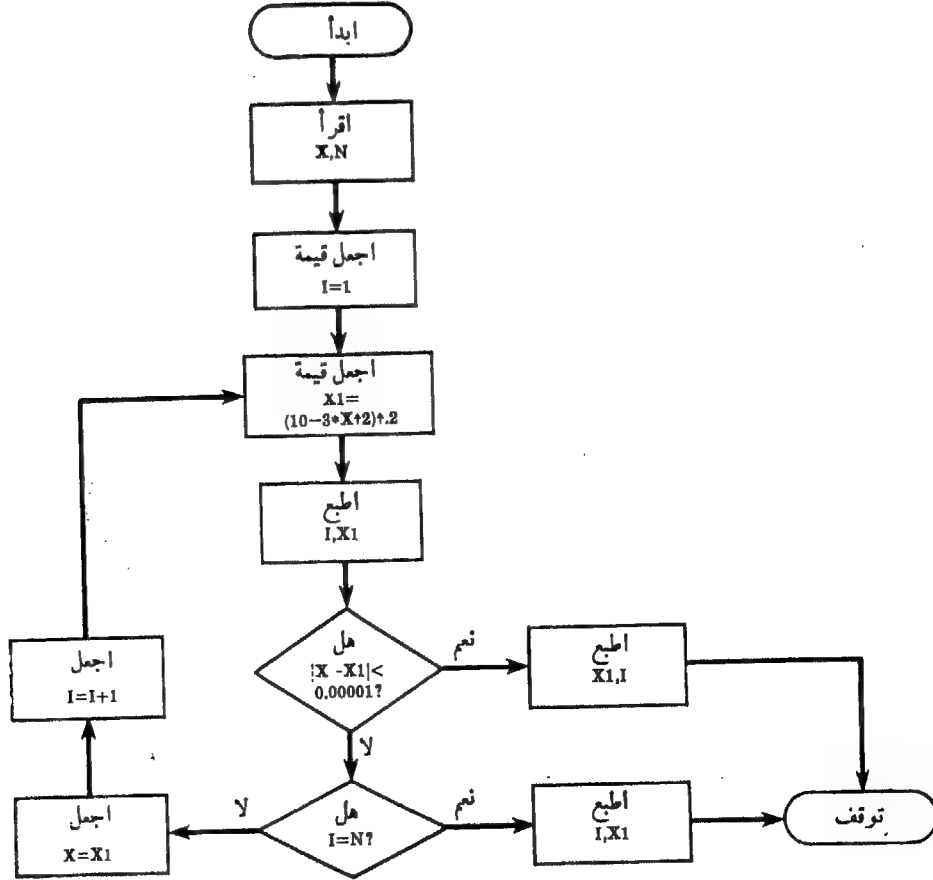 ابدأ
اقرأ
X,N
اجعل قيمة
I=1
اجعل قيمة
X1=
(10-3*X↑2)↑.2
اطبع
I,X1
هل
|X -X1|<
0.00001?
نعم
اطبع
X1,I
لا
هل
I=N?
نعم
اطبع
I,X1
توقف
لا
اجعل
X=X1
اجعل
I=I+1